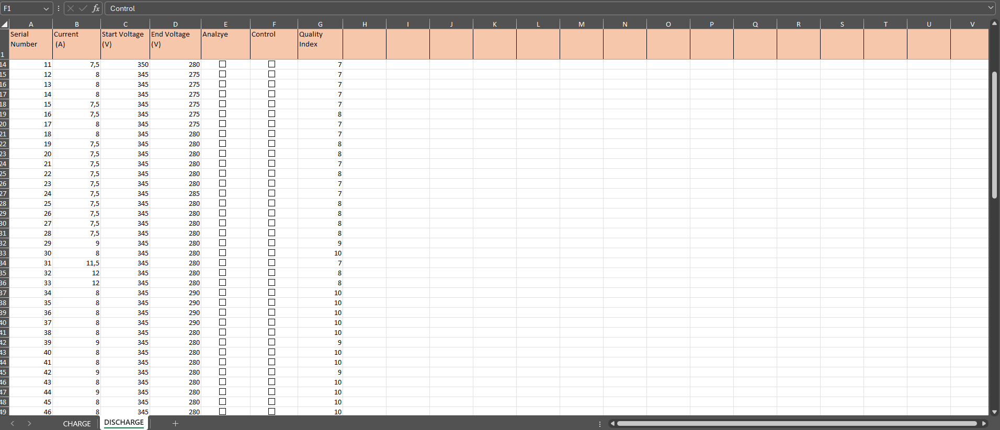 F1 fx Control
A B C D E F G H I J K L M N O P Q R S T U V
1 Serial Number Current (A) Start Voltage (V) End Voltage (V) Analzye Control Quality Index
14 11 7,5 350 280 7
15 12 8 345 275 7
16 13 8 345 275 7
17 14 8 345 275 7
18 15 7,5 345 275 7
19 16 7,5 345 275 8
20 17 8 345 275 7
21 18 8 345 280 7
22 19 7,5 345 280 8
23 20 7,5 345 280 8
24 21 7,5 345 280 7
25 22 7,5 345 280 8
26 23 7,5 345 280 7
27 24 7,5 345 285 7
28 25 7,5 345 280 8
29 26 7,5 345 280 8
30 27 7,5 345 280 8
31 28 7,5 345 280 8
32 29 9 345 280 9
33 30 8 345 280 10
34 31 11,5 345 280 7
35 32 12 345 280 8
36 33 12 345 280 8
37 34 8 345 290 10
38 35 8 345 290 10
39 36 8 345 290 10
40 37 8 345 290 10
41 38 8 345 280 10
42 39 9 345 280 9
43 40 8 345 280 10
44 41 8 345 280 10
45 42 9 345 280 9
46 43 8 345 280 10
47 44 9 345 280 10
48 45 8 345 280 10
49 46 8 345 280 10
CHARGE DISCHARGE